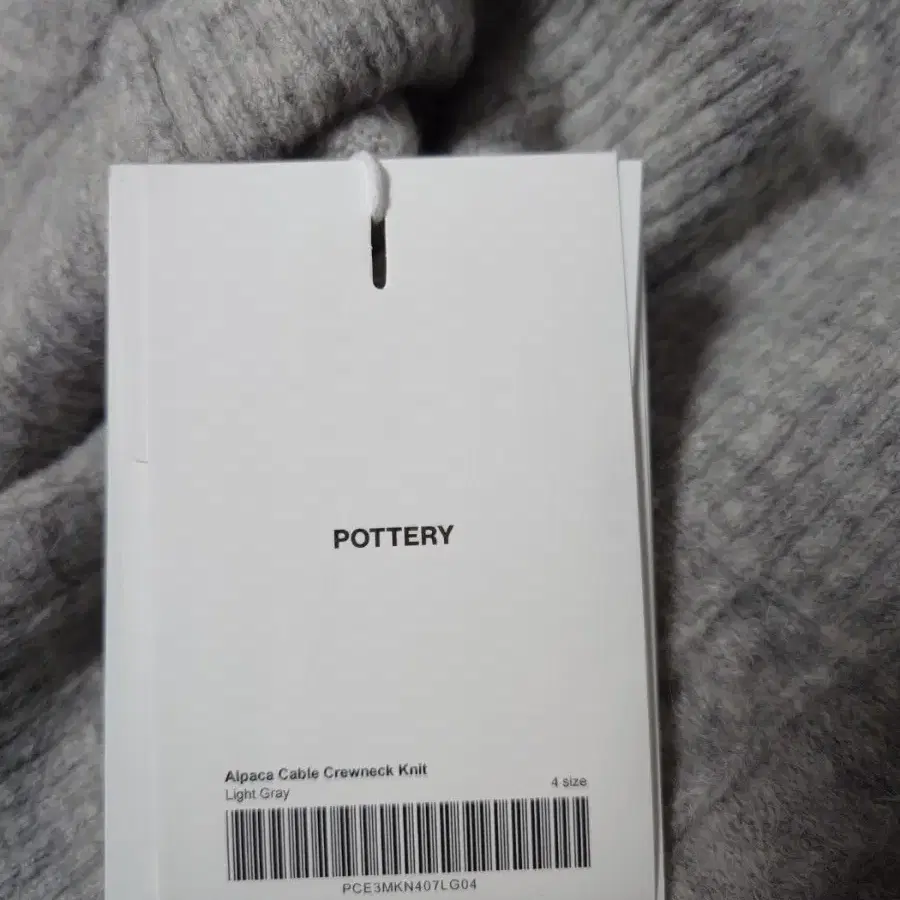 POTTERY
Alpaca Cable Crewneck Knit
Light Gray
4 size
PCE3MKN407LG04